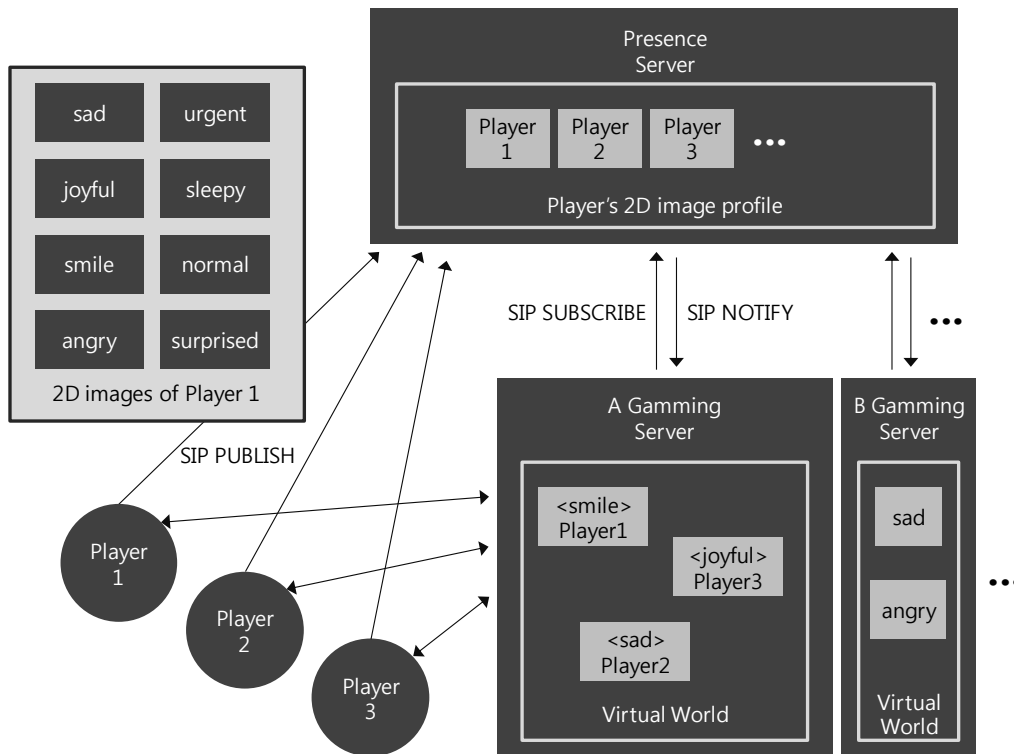 Presence
Server
Player
1
Player
2
Player
3
...
Player's 2D image profile
sad
urgent
joyful
sleepy
smile
normal
angry
surprised
2D images of Player 1
SIP SUBSCRIBE
SIP NOTIFY
...
SIP PUBLISH
Player
1
Player
2
Player
3
A Gamming
Server
<smile>
Player1
<joyful>
Player3
<sad>
Player2
Virtual World
B Gamming
Server
sad
angry
Virtual
World
...